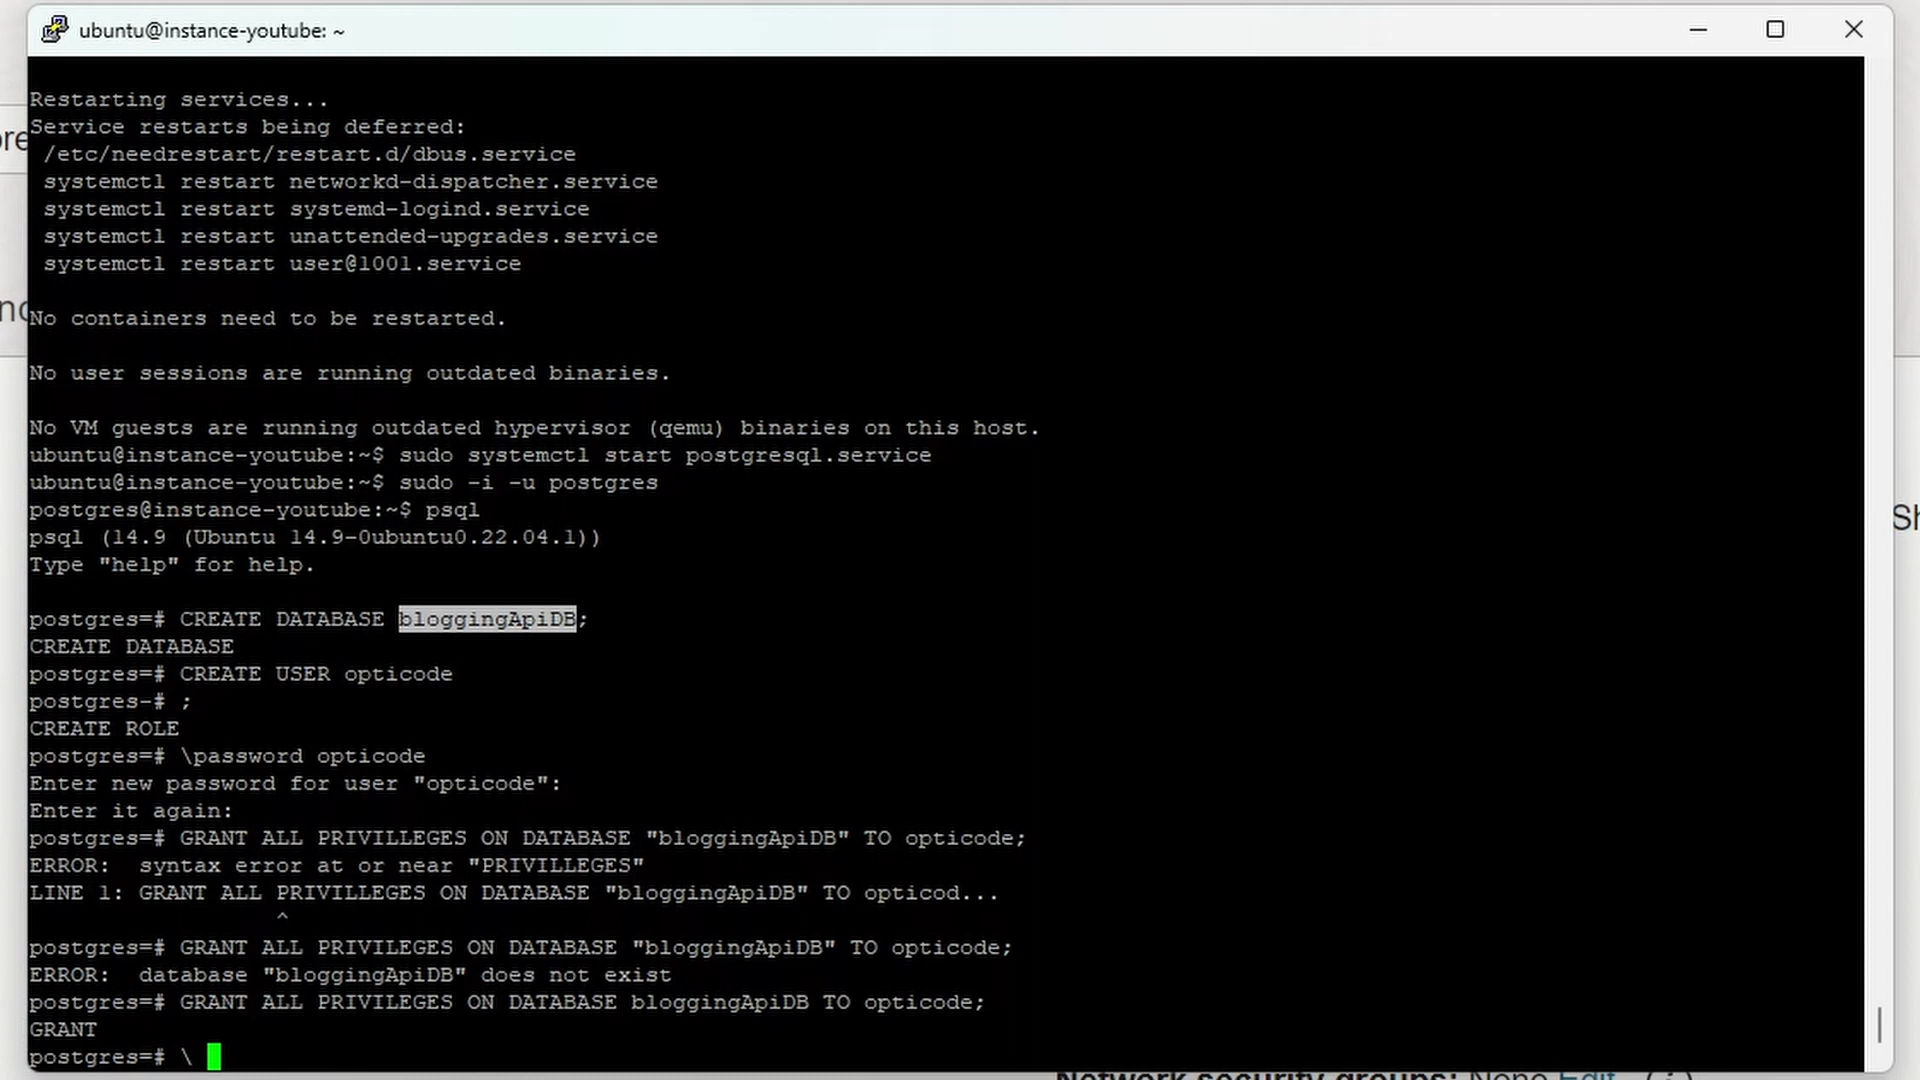 ubuntu@instance-youtube: ~
Restarting services...
Service restarts being deferred:
/etc/needrestart/restart.d/dbus.service
systemctl restart networkd-dispatcher.service
systemctl restart systemd-logind.service
systemctl restart unattended-upgrades.service
systemctl restart user@1001.service
No containers need to be restarted.
No user sessions are running outdated binaries.
No VM guests are running outdated hypervisor (qemu) binaries on this host.
ubuntu@instance-youtube:~$ sudo systemctl start postgresql.service
ubuntu@instance-youtube:~$ sudo -i -u postgres
postgres@instance-youtube:~$ psql
psql (14.9 (Ubuntu 14.9-0ubuntu0.22.04.1))
Type "help" for help.
postgres=# CREATE DATABASE bloggingApiDB;
CREATE DATABASE
postgres=# CREATE USER opticode
postgres-# ;
CREATE ROLE
postgres=# \password opticode
Enter new password for user "opticode":
Enter it again:
postgres=# GRANT ALL PRIVILLEGES ON DATABASE "bloggingApiDB" TO opticode;
ERROR:  syntax error at or near "PRIVILLEGES"
LINE 1: GRANT ALL PRIVILLEGES ON DATABASE "bloggingApiDB" TO opticod...
^
postgres=# GRANT ALL PRIVILEGES ON DATABASE "bloggingApiDB" TO opticode;
ERROR:  database "bloggingApiDB" does not exist
postgres=# GRANT ALL PRIVILEGES ON DATABASE bloggingApiDB TO opticode;
GRANT
postgres=# \
Network security groups: None Edit